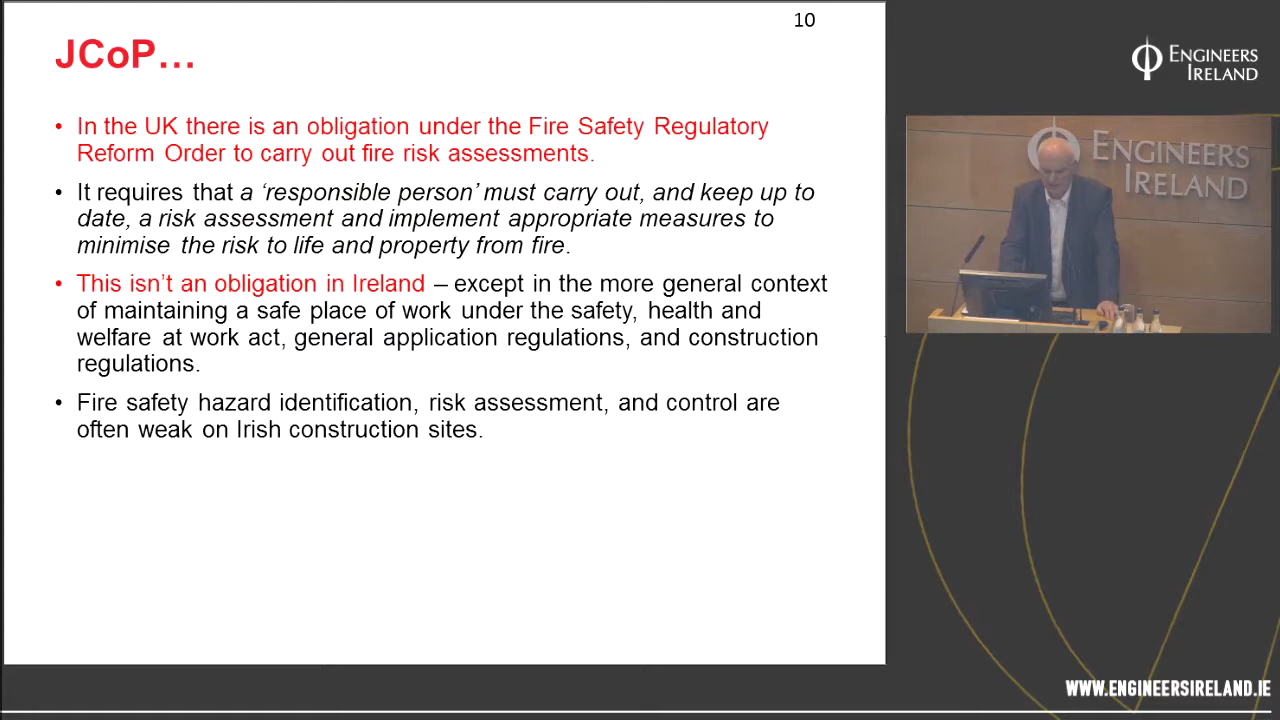 10
JCoP…
• In the UK there is an obligation under the Fire Safety Regulatory
Reform Order to carry out fire risk assessments.
• It requires that a ‘responsible person’ must carry out, and keep up to
date, a risk assessment and implement appropriate measures to
minimise the risk to life and property from fire.
• This isn’t an obligation in Ireland – except in the more general context
of maintaining a safe place of work under the safety, health and
welfare at work act, general application regulations, and construction
regulations.
• Fire safety hazard identification, risk assessment, and control are
often weak on Irish construction sites.
ENGINEERS
IRELAND
ENGINEERS
IRELAND
WWW.ENGINEERSIRELAND.IE